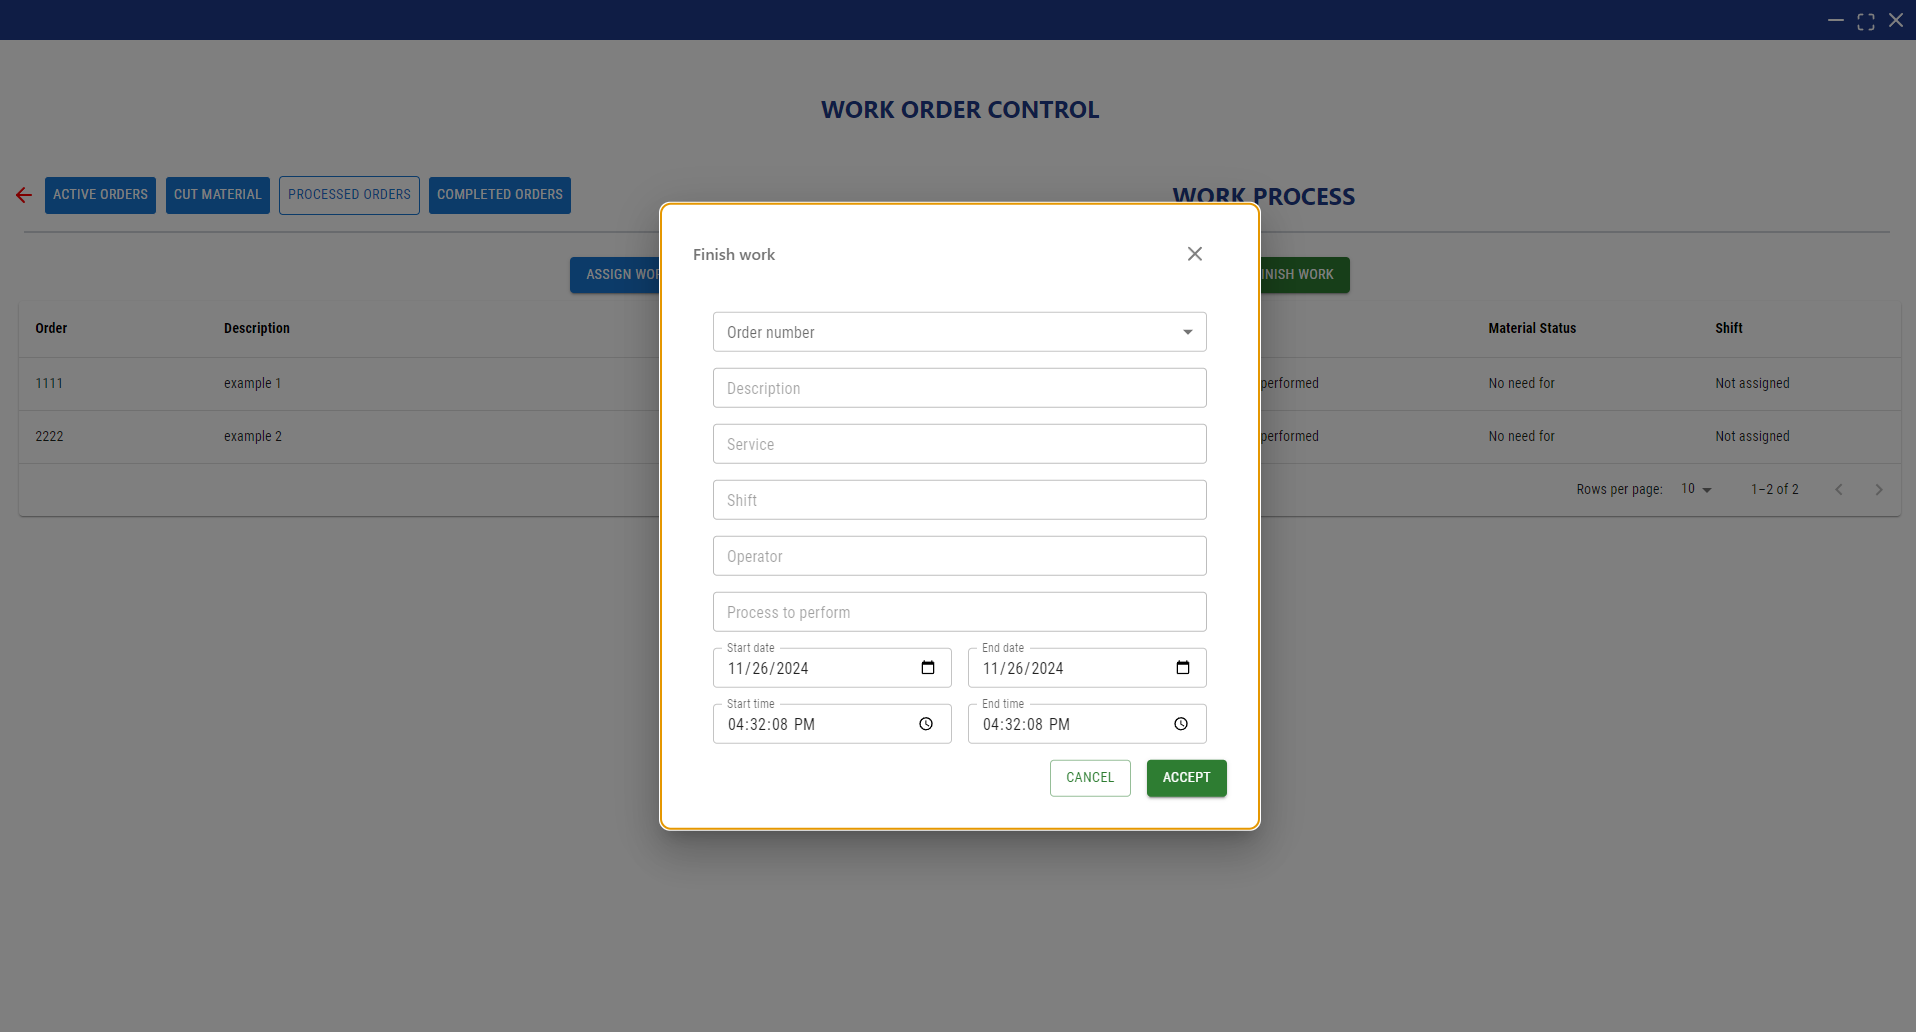 WORK ORDER CONTROL
ACTIVE ORDERS CUT MATERIAL PROCESSED ORDERS COMPLETED ORDERS WORK PROCESS
ASSIGN INISH WORK
Finish work
Order Description Material Status Shift
1111 example 1 performed No need for Not assigned
2222 example 2 performed No need for Not assigned
Rows per page: 10 1–2 of 2
Order number
Description
Service
Shift
Operator
Process to perform
Start date End date
11/26/2024 11/26/2024
Start time End time
04:32:08 PM 04:32:08 PM
CANCEL ACCEPT